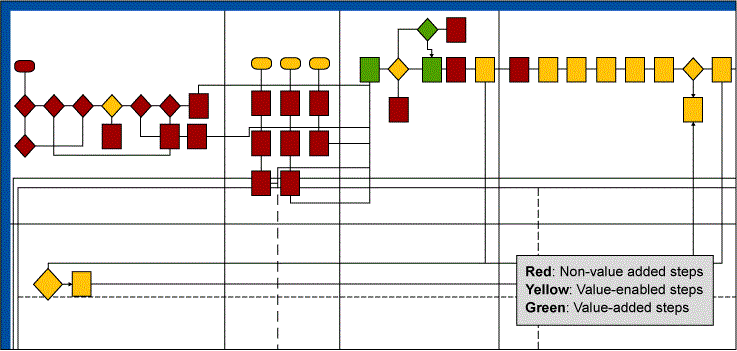 Red: Non-value added steps
Yellow: Value-enabled steps
Green: Value-added steps